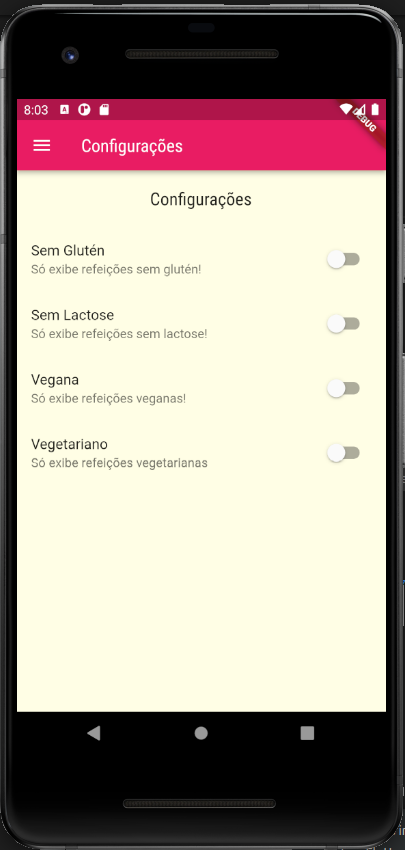 8:03
DEBUG
Configurações
Configurações
Sem Glutén
Só exibe refeições sem glutén!
Sem Lactose
Só exibe refeições sem lactose!
Vegana
Só exibe refeições veganas!
Vegetariano
Só exibe refeições vegetarianas